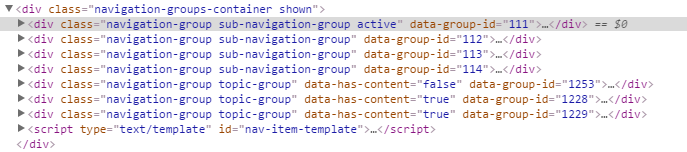 ▼<div class="navigation-groups-container shown">
▶<div class="navigation-group sub-navigation-group active" data-group-id="111">…</div> == $0
▶<div class="navigation-group sub-navigation-group" data-group-id="112">…</div>
▶<div class="navigation-group sub-navigation-group" data-group-id="113">…</div>
▶<div class="navigation-group sub-navigation-group" data-group-id="114">…</div>
▶<div class="navigation-group topic-group" data-has-content="false" data-group-id="1253">…</div>
▶<div class="navigation-group topic-group" data-has-content="true" data-group-id="1228">…</div>
▶<div class="navigation-group topic-group" data-has-content="true" data-group-id="1229">…</div>
▶<script type="text/template" id="nav-item-template">…</script>
</div>